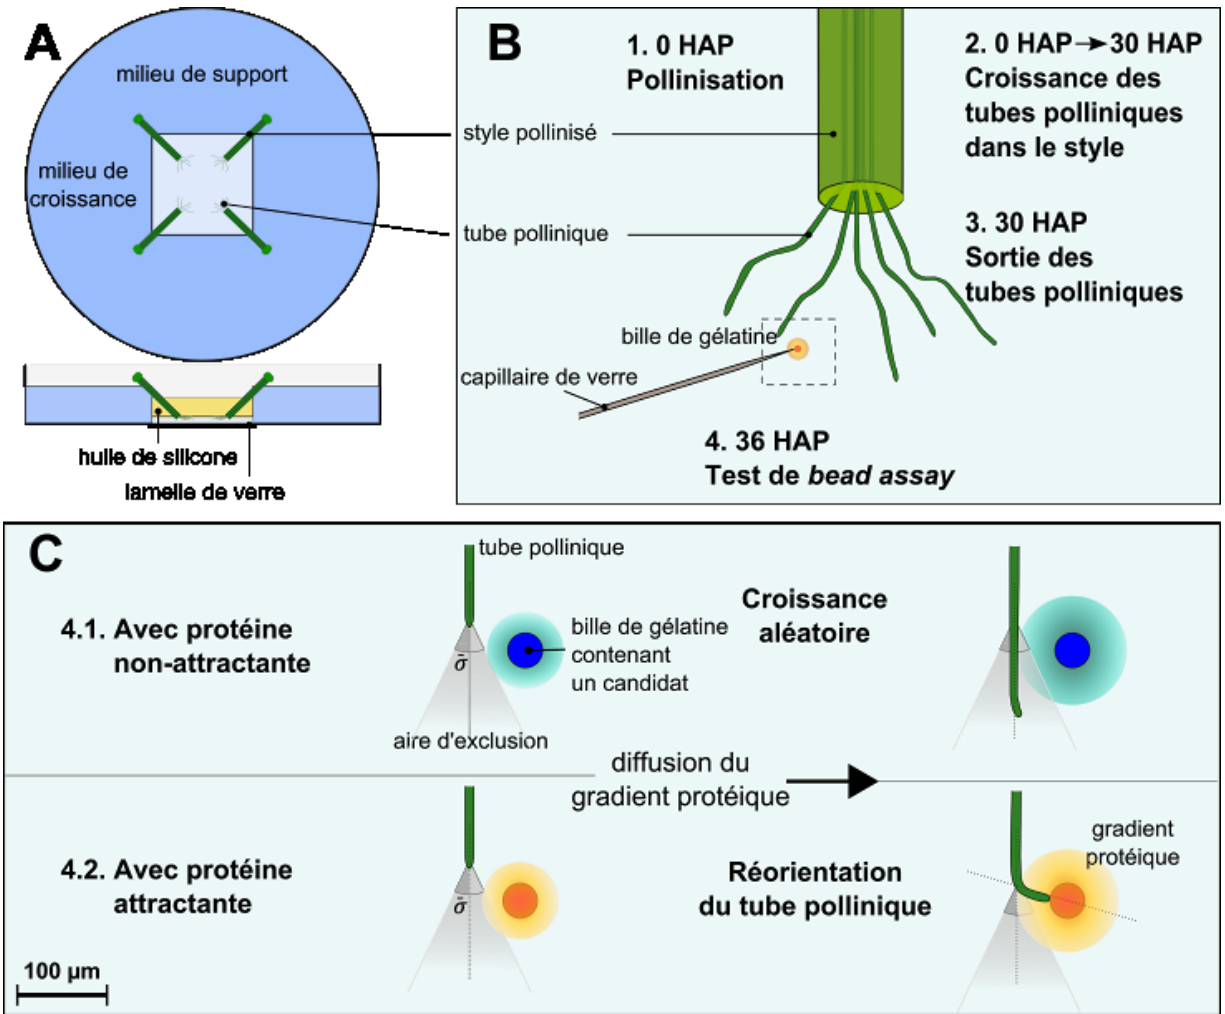 A
milieu de support
milieu de
croissance
huile de silicone
lamelle de verre
B
1. 0 HAP
Pollinisation
2. 0 HAP→30 HAP
Croissance des
tubes polliniques
dans le style
style pollinisé
3. 30 HAP
Sortie des
tubes polliniques
tube pollinique
bille de gélatine
capillaire de verre
4. 36 HAP
Test de bead assay
C
tube pollinique
4.1. Avec protéine
non-attractante
σ̄
bille de gélatine
contenant
un candidat
aire d'exclusion
Croissance
aléatoire
diffusion du
gradient protéique
4.2. Avec protéine
attractante
σ̄
Réorientation
du tube pollinique
gradient
protéique
100 µm